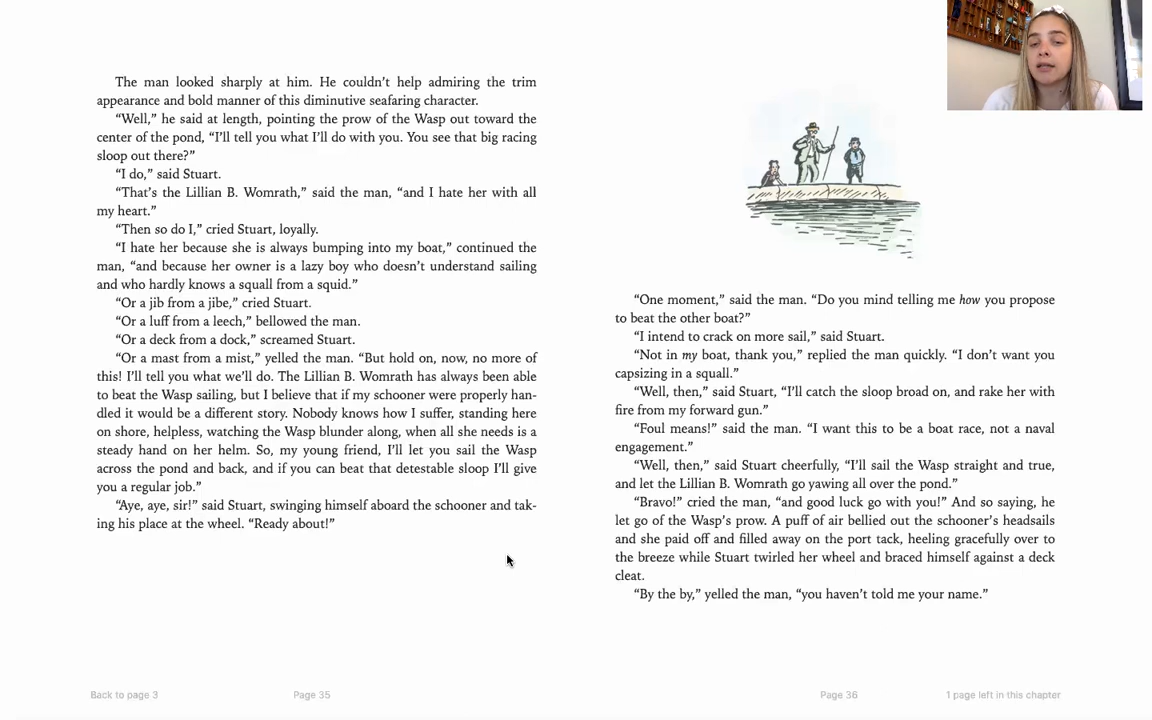 The man looked sharply at him. He couldn’t help admiring the trim
appearance and bold manner of this diminutive seafaring character.
“Well,” he said at length, pointing the prow of the Wasp out toward the
center of the pond, “I’ll tell you what I’ll do with you. You see that big racing
sloop out there?”
“I do,” said Stuart.
“That’s the Lillian B. Womrath,” said the man, “and I hate her with all
my heart.”
“Then so do I,” cried Stuart, loyally.
“I hate her because she is always bumping into my boat,” continued the
man, “and because her owner is a lazy boy who doesn’t understand sailing
and who hardly knows a squall from a squid.”
“Or a jib from a jibe,” cried Stuart.
“Or a luff from a leech,” bellowed the man.
“Or a deck from a dock,” screamed Stuart.
“Or a mast from a mist,” yelled the man. “But hold on, now, no more of
this! I’ll tell you what we’ll do. The Lillian B. Womrath has always been able
to beat the Wasp sailing, but I believe that if my schooner were properly han-
dled it would be a different story. Nobody knows how I suffer, standing here
on shore, helpless, watching the Wasp blunder along, when all she needs is a
steady hand on her helm. So, my young friend, I’ll let you sail the Wasp
across the pond and back, and if you can beat that detestable sloop I’ll give
you a regular job.”
“Aye, aye, sir!” said Stuart, swinging himself aboard the schooner and tak-
ing his place at the wheel. “Ready about!”
“One moment,” said the man. “Do you mind telling me how you propose
to beat the other boat?”
“I intend to crack on more sail,” said Stuart.
“Not in my boat, thank you,” replied the man quickly. “I don’t want you
capsizing in a squall.”
“Well, then,” said Stuart, “I’ll catch the sloop broad on, and rake her with
fire from my forward gun.”
“Foul means!” said the man. “I want this to be a boat race, not a naval
engagement.”
“Well, then,” said Stuart cheerfully, “I’ll sail the Wasp straight and true,
and let the Lillian B. Womrath go yawing all over the pond.”
“Bravo!” cried the man, “and good luck go with you!” And so saying, he
let go of the Wasp’s prow. A puff of air bellied out the schooner’s headsails
and she paid off and filled away on the port tack, heeling gracefully over to
the breeze while Stuart twirled her wheel and braced himself against a deck
cleat.
“By the by,” yelled the man, “you haven’t told me your name.”
Back to page 3
Page 35
Page 36
1 page left in this chapter